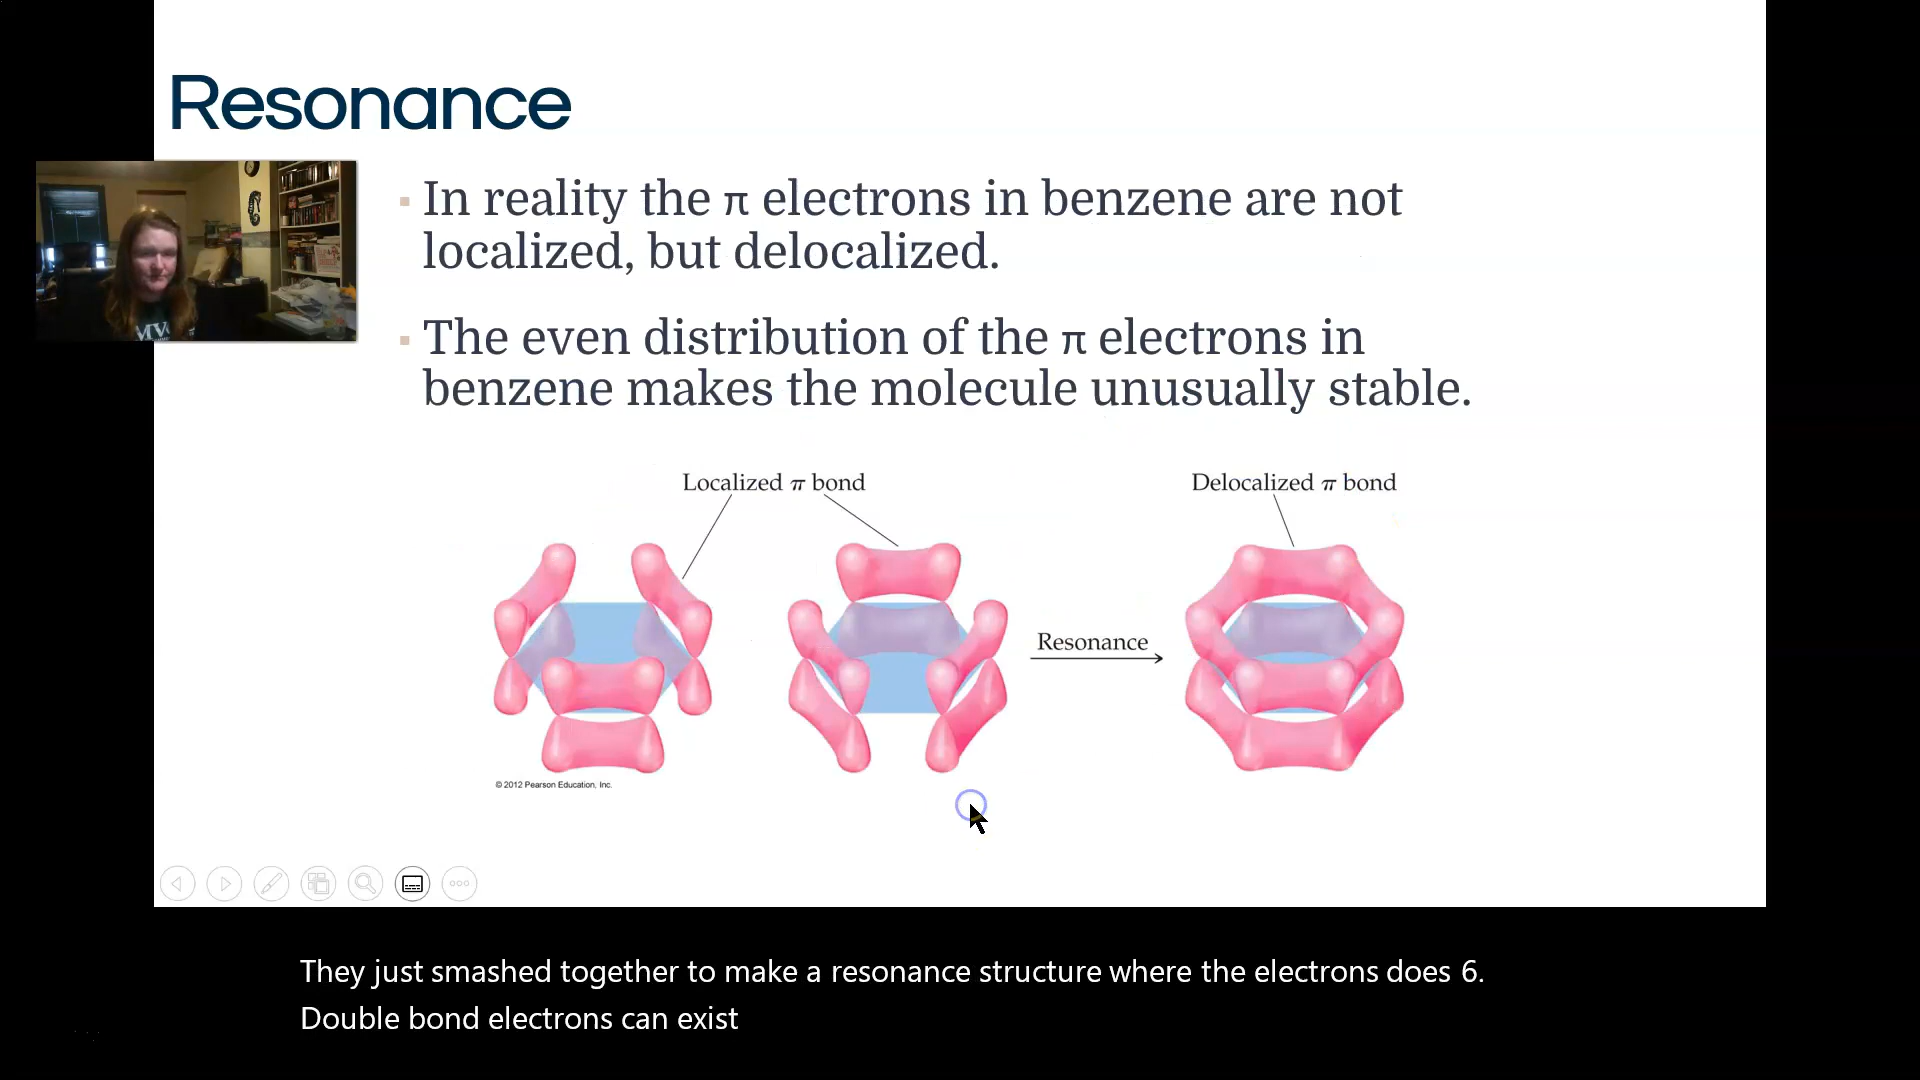 Resonance
In reality the π electrons in benzene are not
localized, but delocalized.
The even distribution of the π electrons in
benzene makes the molecule unusually stable.
Localized π bond
Delocalized π bond
Resonance
© 2012 Pearson Education, Inc.
They just smashed together to make a resonance structure where the electrons does 6.
Double bond electrons can exist